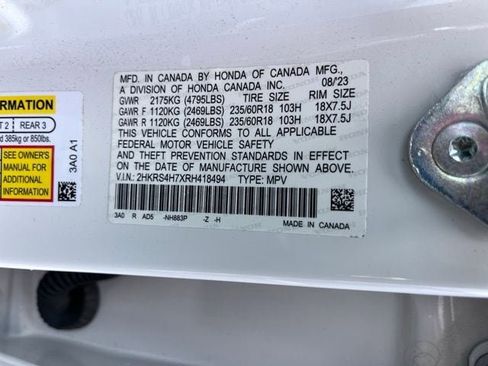 MFD. IN CANADA BY HONDA OF CANADA MFG.,
A DIVISION OF HONDA CANADA INC. 08/23
GVWR 2175KG (4795LBS) TIRE SIZE RIM SIZE
GAWR F 1120KG (2469LBS) 235/60R18 103H 18X7.5J
GAWR R 1120KG (2469LBS) 235/60R18 103H 18X7.5J
THIS VEHICLE CONFORMS TO ALL APPLICABLE
FEDERAL MOTOR VEHICLE SAFETY
AND THEFT PREVENTION STANDARDS IN EFFECT
ON THE DATE OF MANUFACTURE SHOWN ABOVE.
V.I.N.: 2HKRS4H7XRH418494 TYPE: MPV
3A0 R AD5 -NH883P -Z -H
MADE IN CANADA
FORMATION
T 2 REAR 3
d 385kg or 850lbs.
SEE OWNER'S
MANUAL FOR
ADDITIONAL
INFORMATION
3A0 A1